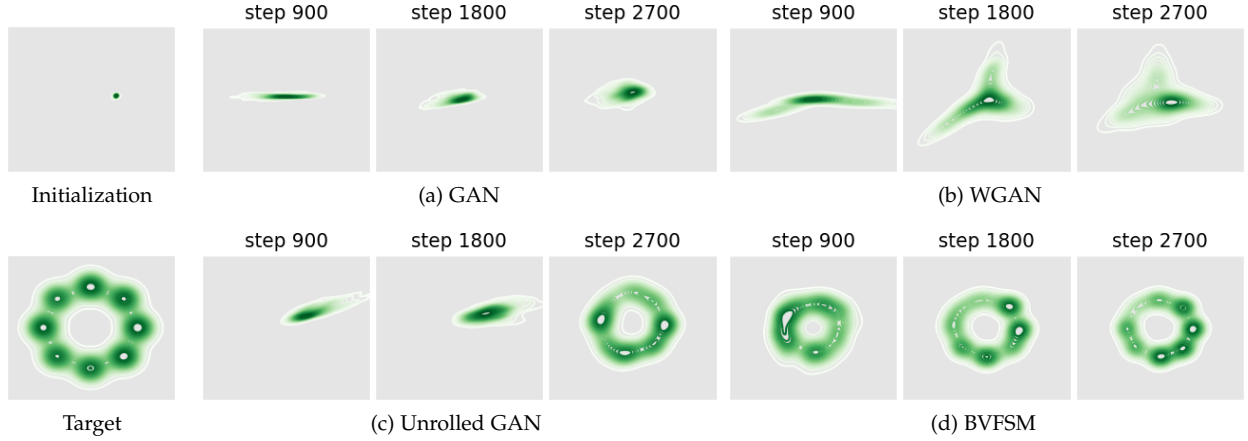 step 900 step 1800 step 2700 step 900 step 1800 step 2700
Initialization (a) GAN (b) WGAN
step 900 step 1800 step 2700 step 900 step 1800 step 2700
Target (c) Unrolled GAN (d) BVFSM